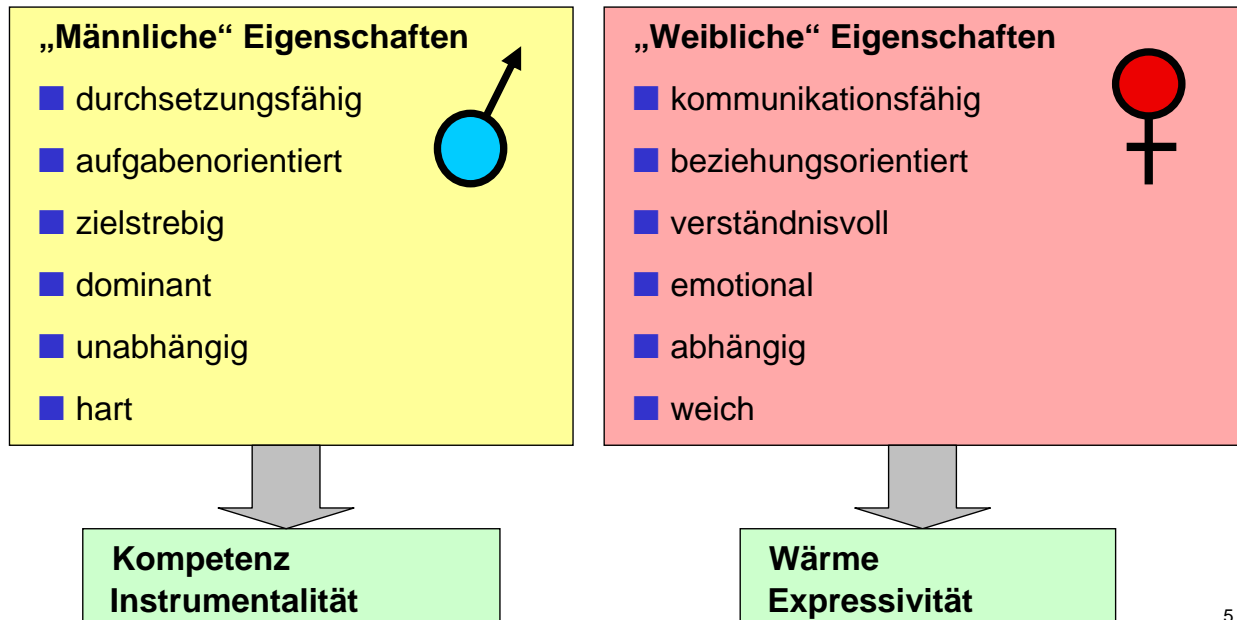 „Männliche“ Eigenschaften
durchsetzungsfähig
aufgabenorientiert
zielstrebig
dominant
unabhängig
hart
Kompetenz
Instrumentalität
„Weibliche“ Eigenschaften
kommunikationsfähig
beziehungsorientiert
verständnisvoll
emotional
abhängig
weich
Wärme
Expressivität
5